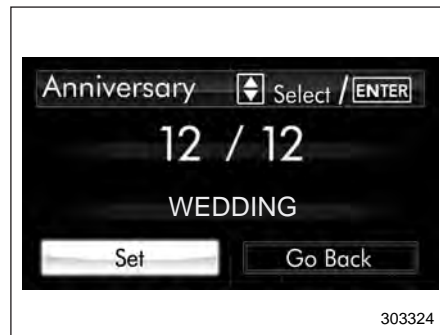 Anniversary Select / ENTER
12 / 12
WEDDING
Set Go Back
303324